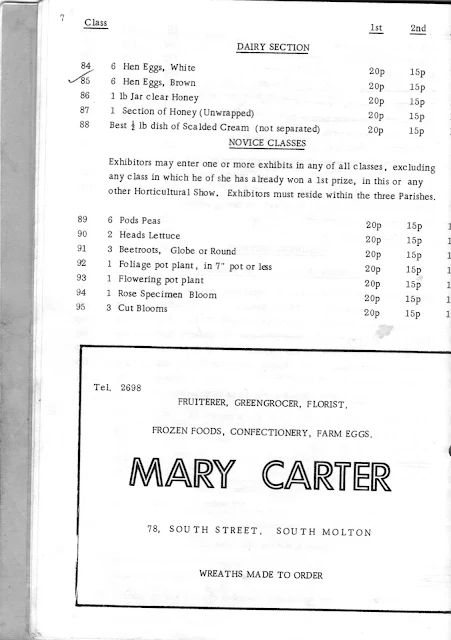 7
Class 1st 2nd
DAIRY SECTION
84 6 Hen Eggs, White 20p 15p
85 6 Hen Eggs, Brown 20p 15p
86 1 lb Jar clear Honey 20p 15p
87 1 Section of Honey (Unwrapped) 20p 15p
88 Best ½ lb dish of Scalded Cream (not separated) 20p 15p
NOVICE CLASSES
Exhibitors may enter one or more exhibits in any of all classes, excluding
any class in which he of she has already won a 1st prize, in this or any
other Horticultural Show. Exhibitors must reside within the three Parishes.
89 6 Pods Peas 20p 15p 1
90 2 Heads Lettuce 20p 15p 1
91 3 Beetroots, Globe or Round 20p 15p 1
92 1 Foliage pot plant, in 7" pot or less 20p 15p 1
93 1 Flowering pot plant 20p 15p 1
94 1 Rose Specimen Bloom 20p 15p 1
95 3 Cut Blooms 20p 15p 1
Tel. 2698
FRUITERER, GREENGROCER, FLORIST,
FROZEN FOODS, CONFECTIONERY, FARM EGGS.
MARY CARTER
78, SOUTH STREET, SOUTH MOLTON
WREATHS MADE TO ORDER